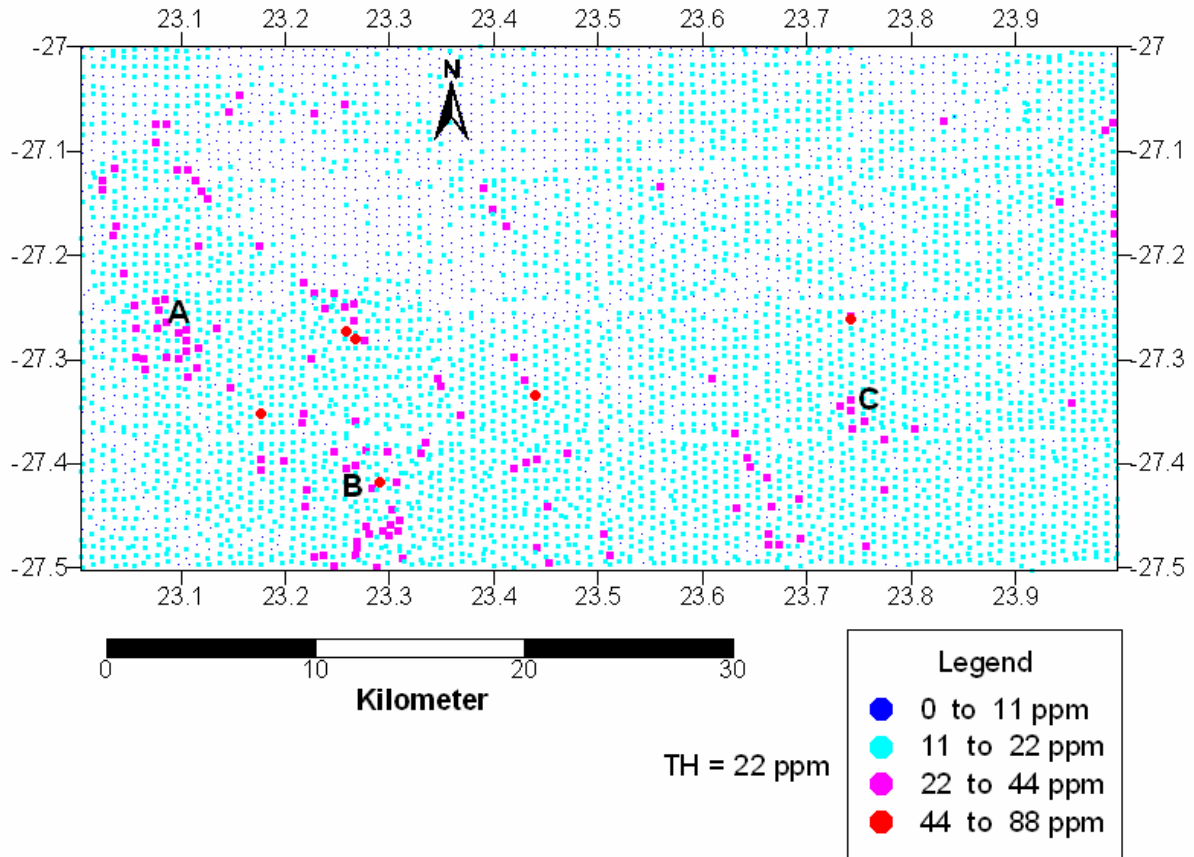 23.1 23.2 23.3 23.4 23.5 23.6 23.7 23.8 23.9
-27 -27
N
-27.1 -27.1
-27.2 -27.2
A
-27.3 -27.3
C
-27.4 -27.4
B
-27.5 -27.5
23.1 23.2 23.3 23.4 23.5 23.6 23.7 23.8 23.9
0 10 20 30
Kilometer
TH = 22 ppm
Legend
0 to 11 ppm
11 to 22 ppm
22 to 44 ppm
44 to 88 ppm